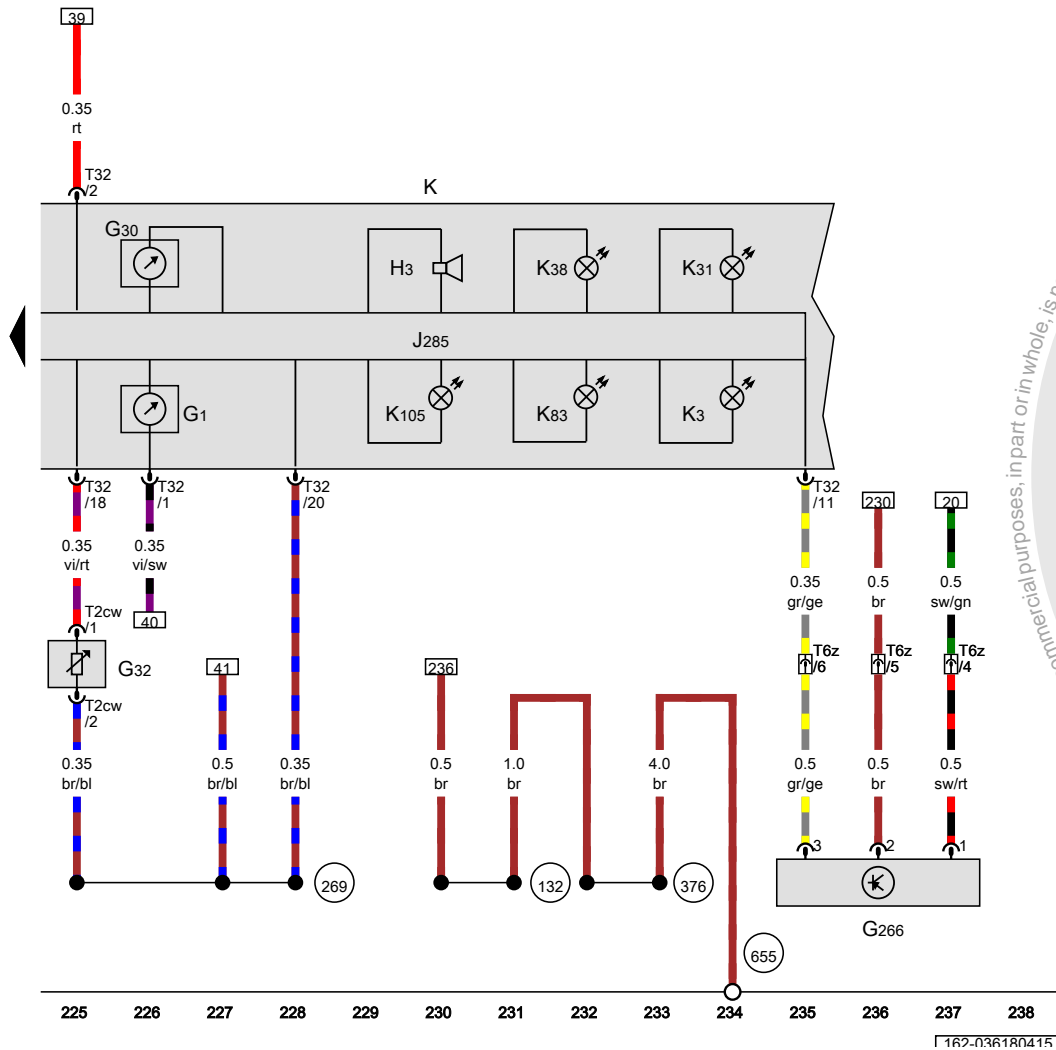 39
0.35
rt
T32
/2
K
G30
H3
K38
K31
J285
G1
K105
K83
K3
T32
/18
T32
/1
T32
/20
T32
/11
230
20
0.35
vi/rt
0.35
vi/sw
0.35
gr/ge
0.5
br
0.5
sw/gn
T2cw
/1
40
G32
41
236
T6z
/6
T6z
/5
T6z
/4
T2cw
/2
0.35
br/bl
0.5
br/bl
0.35
br/bl
0.5
br
1.0
br
4.0
br
0.5
gr/ge
0.5
br
0.5
sw/rt
3
2
1
269
132
376
G266
655
225 226 227 228 229 230 231 232 233 234 235 236 237 238
162-036180415
mmercial purposes, in part or in whole, is